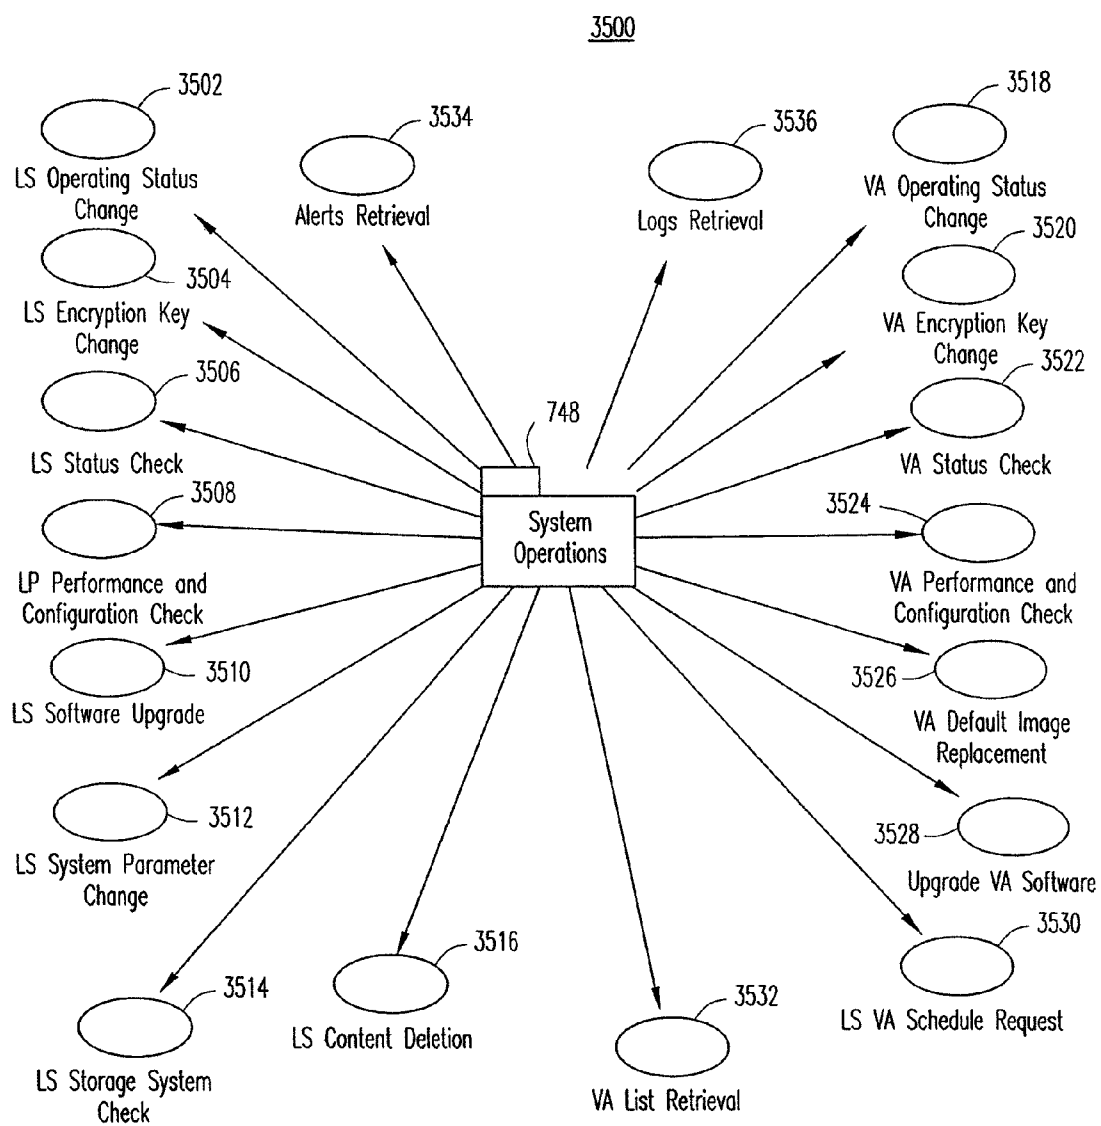 3500
3502
LS Operating Status
Change
3534
Alerts Retrieval
3536
Logs Retrieval
3518
VA Operating Status
Change
3504
LS Encryption Key
Change
3520
VA Encryption Key
Change
3506
LS Status Check
3522
VA Status Check
748
System
Operations
3508
LP Performance and
Configuration Check
3524
VA Performance and
Configuration Check
3510
LS Software Upgrade
3526
VA Default Image
Replacement
3512
LS System Parameter
Change
3528
Upgrade VA Software
3514
LS Storage System
Check
3516
LS Content Deletion
3532
VA List Retrieval
3530
LS VA Schedule Request